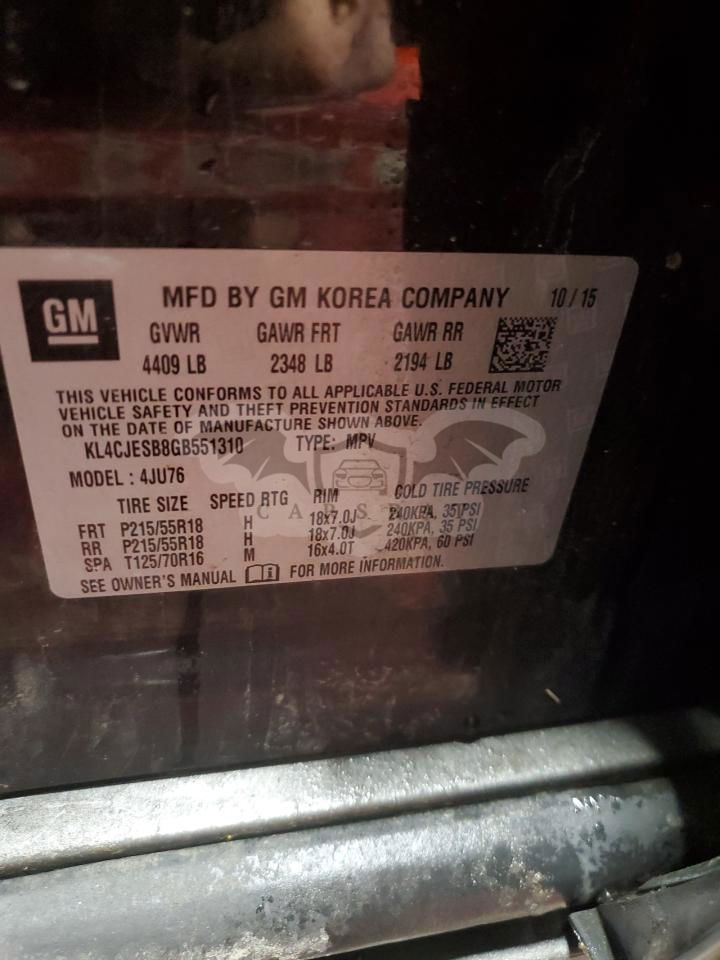 GM
MFD BY GM KOREA COMPANY 10 / 15
GVWR GAWR FRT GAWR RR
4409 LB 2348 LB 2194 LB
THIS VEHICLE CONFORMS TO ALL APPLICABLE U.S. FEDERAL MOTOR
VEHICLE SAFETY AND THEFT PREVENTION STANDARDS IN EFFECT
ON THE DATE OF MANUFACTURE SHOWN ABOVE.
KL4CJESB8GB551310 TYPE: MPV
MODEL : 4JU76
TIRE SIZE SPEED RTG RIM COLD TIRE PRESSURE
FRT P215/55R18 H 18x7.0J 240KPA, 35 PSI
RR P215/55R18 H 18x7.0J 240KPA, 35 PSI
SPA T125/70R16 M 16x4.0T 420KPA, 60 PSI
SEE OWNER'S MANUAL FOR MORE INFORMATION.